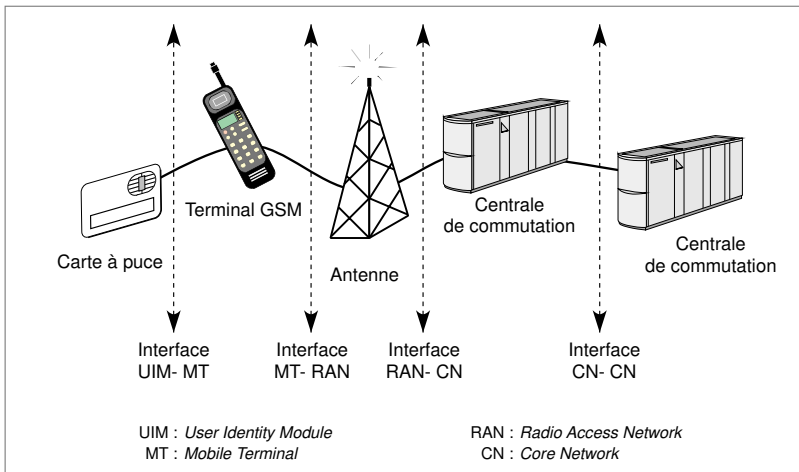 Terminal GSM
Carte à puce
Antenne
Centrale
de commutation
Centrale
de commutation
Interface
UIM- MT
Interface
MT- RAN
Interface
RAN- CN
Interface
CN- CN
UIM : User Identity Module
MT : Mobile Terminal
RAN : Radio Access Network
CN : Core Network